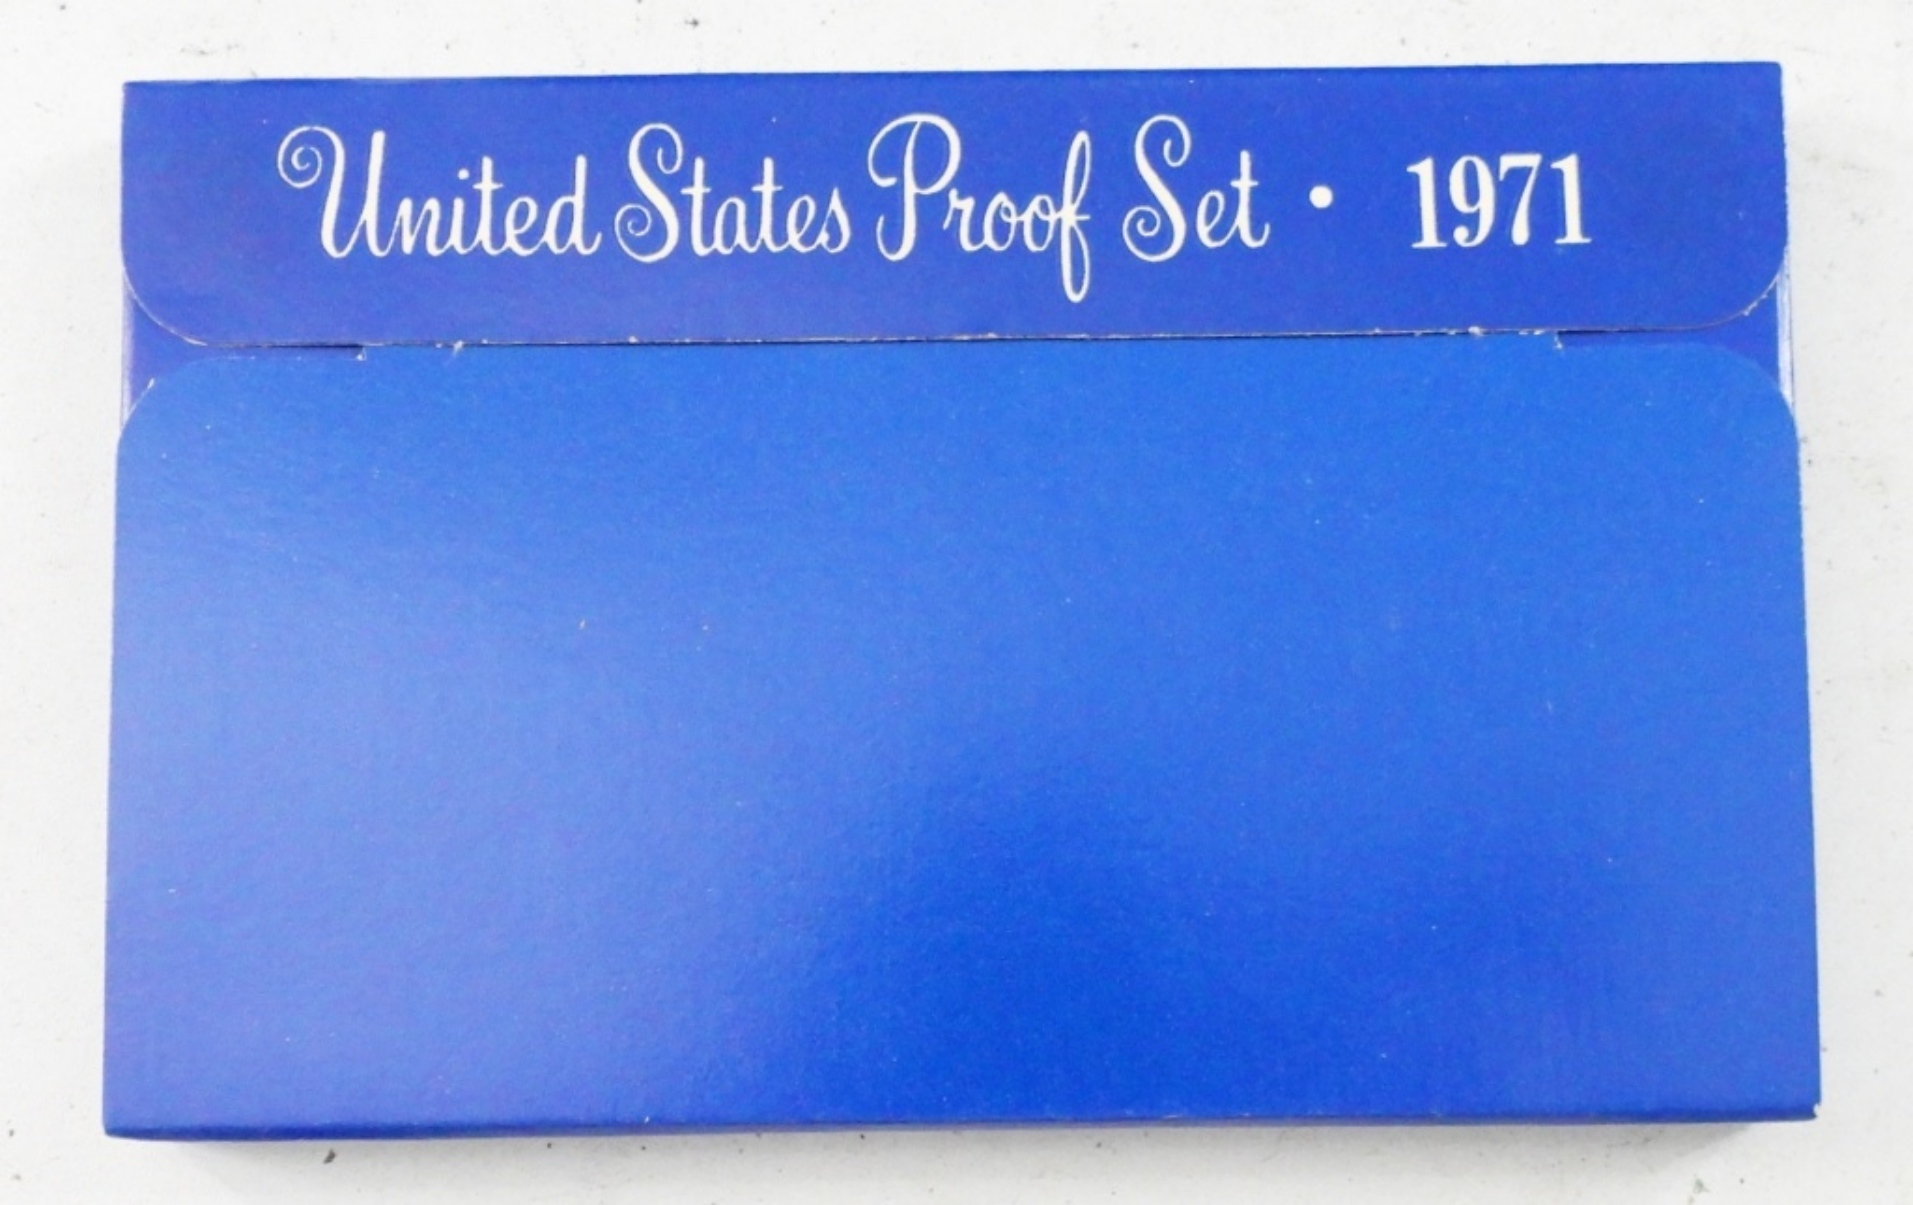 United States Proof Set • 1971